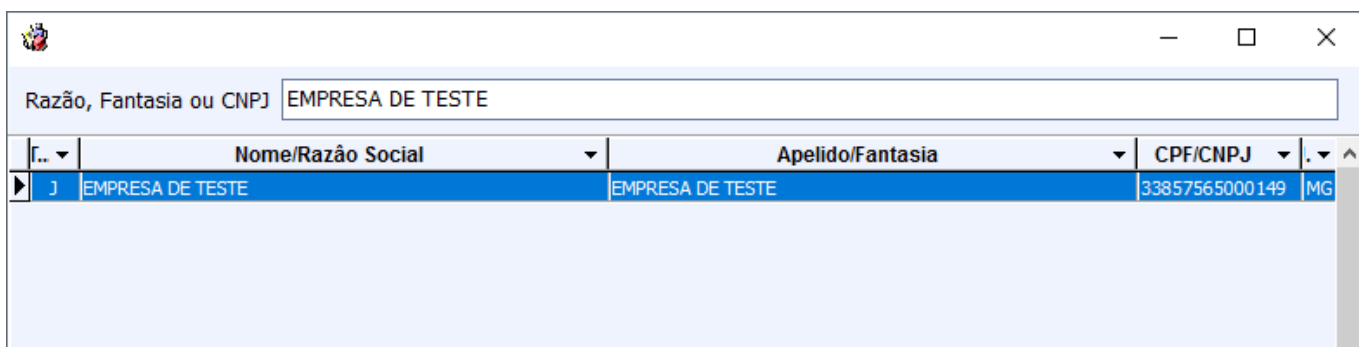 Razão, Fantasia ou CNPJ EMPRESA DE TESTE
T... Nome/Razâo Social Apelido/Fantasia CPF/CNPJ
J EMPRESA DE TESTE EMPRESA DE TESTE 33857565000149 MG